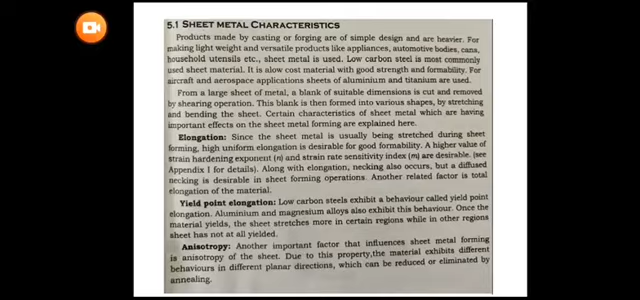 5.1 SHEET METAL CHARACTERISTICS
Products made by casting or forging are of simple design and are heavier. For
making light weight and versatile products like appliances, automotive bodies, cans,
household utensils etc., sheet metal is used. Low carbon steel is most commonly
used sheet material. It is alow cost material with good strength and formability. For
aircraft and aerospace applications sheets of aluminium and titanium are used.
From a large sheet of metal, a blank of suitable dimensions is cut and removed
by shearing operation. This blank is then formed into various shapes, by stretching
and bending the sheet. Certain characteristics of sheet metal which are having
important effects on the sheet metal forming are explained here.
Elongation: Since the sheet metal is usually being stretched during sheet
forming, high uniform elongation is desirable for good formability. A higher value of
strain hardening exponent (n) and strain rate sensitivity index (m) are desirable. (see
Appendix I for details). Along with elongation, necking also occurs, but a diffused
necking is desirable in sheet forming operations. Another related factor is total
elongation of the material.
Yield point elongation: Low carbon steels exhibit a behaviour called yield point
elongation. Aluminium and magnesium alloys also exhibit this behaviour. Once the
material yields, the sheet stretches more in certain regions while in other regions
sheet has not at all yielded.
Anisotropy: Another important factor that influences sheet metal forming
is anisotropy of the sheet. Due to this property,the material exhibits different
behaviours in different planar directions, which can be reduced or eliminated by
annealing.